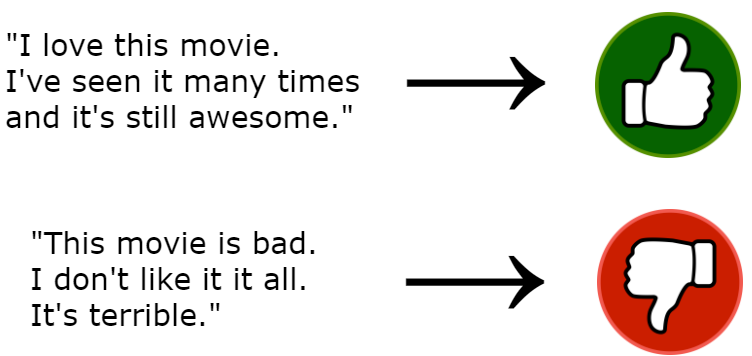 "I love this movie.
I've seen it many times
and it's still awesome."
"This movie is bad.
I don't like it it all.
It's terrible."